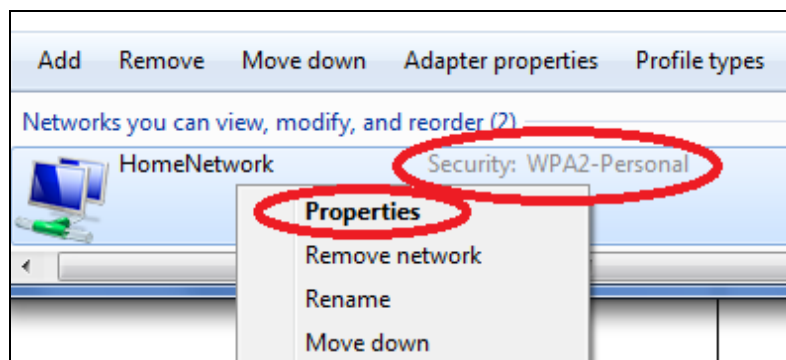 Add Remove Move down Adapter properties Profile types
Networks you can view, modify, and reorder (2)
HomeNetwork Security: WPA2-Personal
Properties
Remove network
Rename
Move down